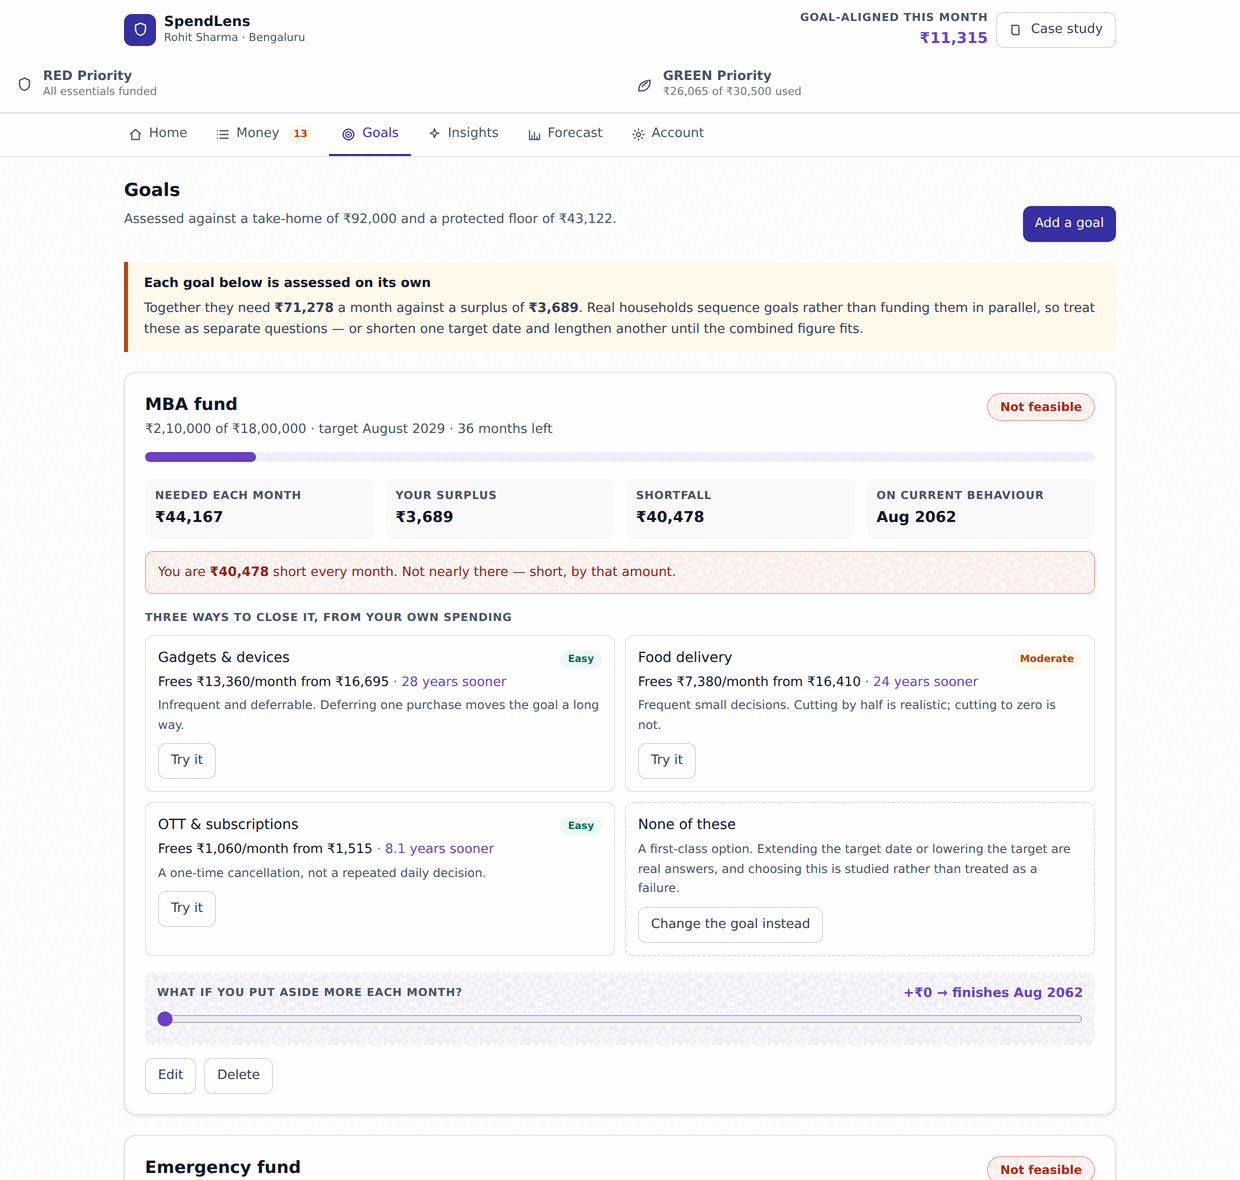 SpendLens
Rohit Sharma · Bengaluru
GOAL-ALIGNED THIS MONTH
₹11,315
Case study
RED Priority
All essentials funded
GREEN Priority
₹26,065 of ₹30,500 used
Home
Money 13
Goals
Insights
Forecast
Account
Goals
Assessed against a take-home of ₹92,000 and a protected floor of ₹43,122.
Add a goal
Each goal below is assessed on its own
Together they need ₹71,278 a month against a surplus of ₹3,689. Real households sequence goals rather than funding them in parallel, so treat
these as separate questions — or shorten one target date and lengthen another until the combined figure fits.
MBA fund
Not feasible
₹2,10,000 of ₹18,00,000 · target August 2029 · 36 months left
NEEDED EACH MONTH
₹44,167
YOUR SURPLUS
₹3,689
SHORTFALL
₹40,478
ON CURRENT BEHAVIOUR
Aug 2062
You are ₹40,478 short every month. Not nearly there — short, by that amount.
THREE WAYS TO CLOSE IT, FROM YOUR OWN SPENDING
Gadgets & devices
Easy
Frees ₹13,360/month from ₹16,695 · 28 years sooner
Infrequent and deferrable. Deferring one purchase moves the goal a long
way.
Try it
Food delivery
Moderate
Frees ₹7,380/month from ₹16,410 · 24 years sooner
Frequent small decisions. Cutting by half is realistic; cutting to zero is
not.
Try it
OTT & subscriptions
Easy
Frees ₹1,060/month from ₹1,515 · 8.1 years sooner
A one-time cancellation, not a repeated daily decision.
Try it
None of these
A first-class option. Extending the target date or lowering the target are
real answers, and choosing this is studied rather than treated as a
failure.
Change the goal instead
WHAT IF YOU PUT ASIDE MORE EACH MONTH?
+₹0 → finishes Aug 2062
Edit
Delete
Emergency fund
Not feasible